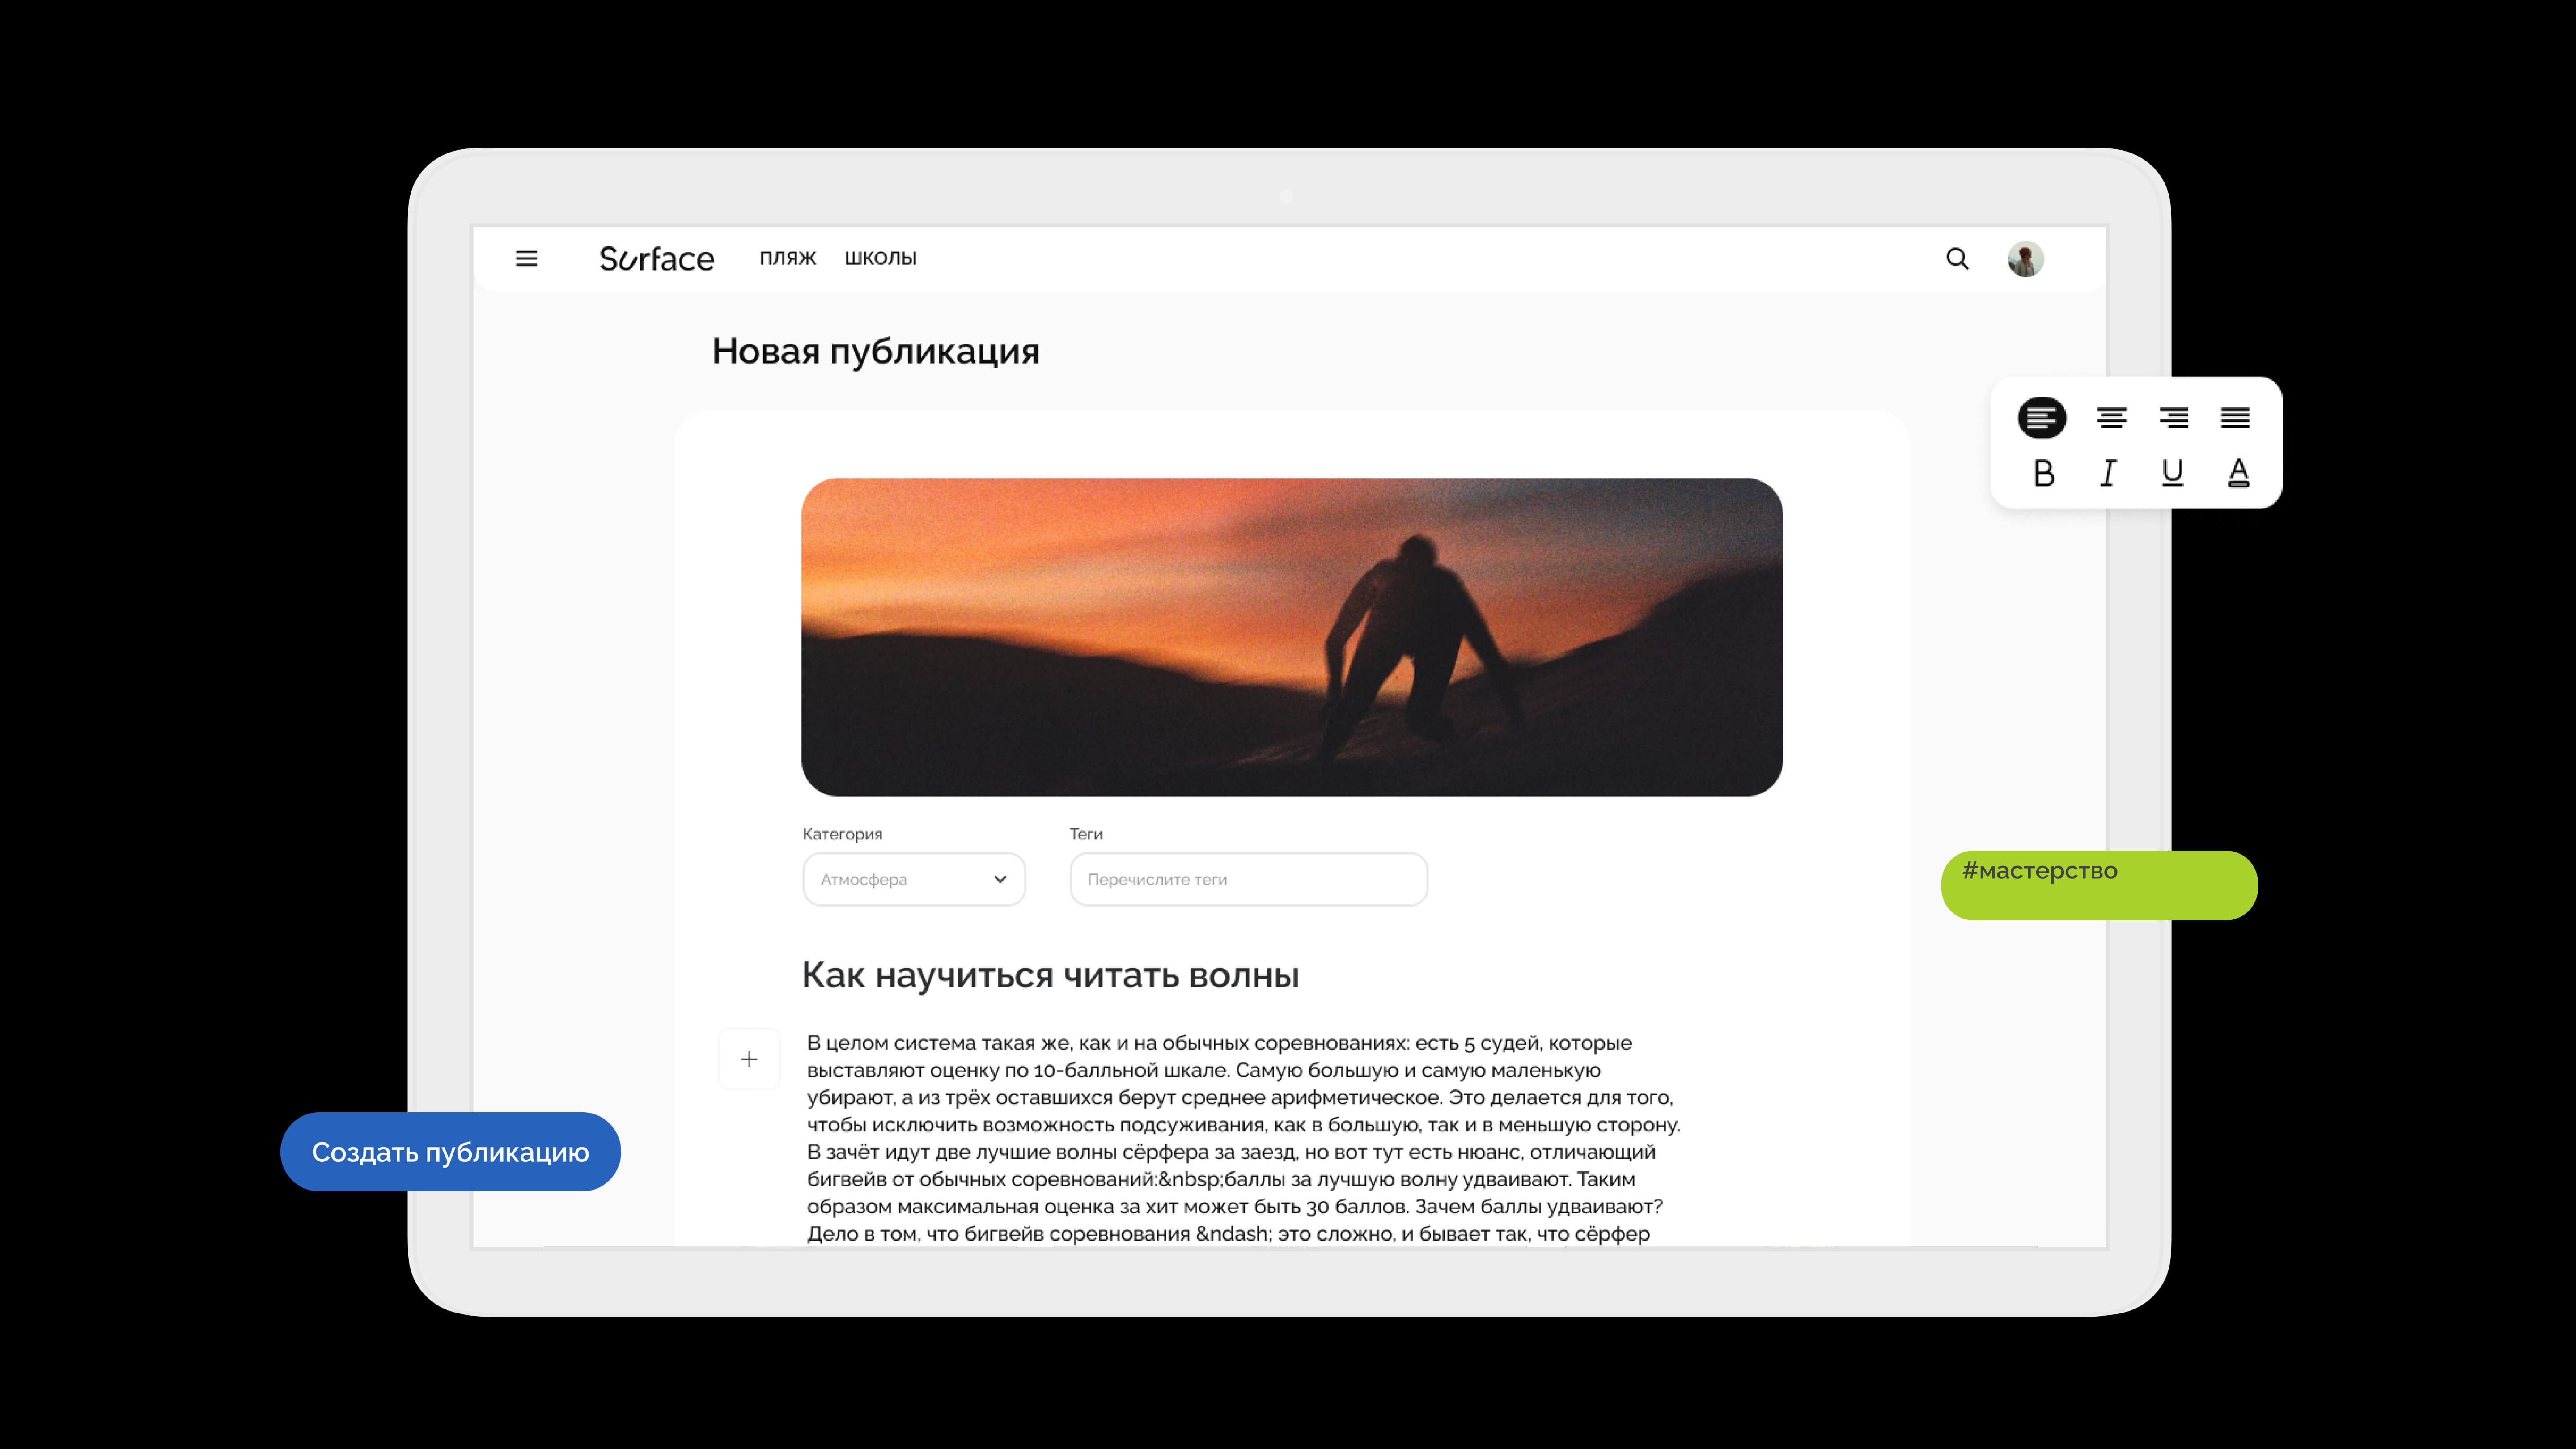 Surface ПЛЯЖ ШКОЛЫ
Новая публикация
B I U A
Категория Теги
Атмосфера Перечислите теги
#мастерство
Как научиться читать волны
В целом система такая же, как и на обычных соревнованиях: есть 5 судей, которые
выставляют оценку по 10-балльной шкале. Самую большую и самую маленькую
убирают, а из трёх оставшихся берут среднее арифметическое. Это делается для того,
чтобы исключить возможность подсуживания, как в большую, так и в меньшую сторону.
В зачёт идут две лучшие волны сёрфера за заезд, но вот тут есть нюанс, отличающий
бигвейв от обычных соревнований:&nbsp;баллы за лучшую волну удваивают. Таким
образом максимальная оценка за хит может быть 30 баллов. Зачем баллы удваивают?
Дело в том, что бигвейв соревнования &ndash; это сложно, и бывает так, что сёрфер
Создать публикацию